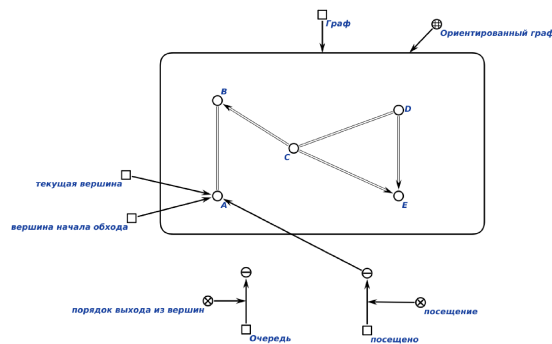 Граф
Ориентированный граф
B
D
C
текущая вершина
A
E
вершина начала обхода
порядок выхода из вершин
посещение
Очередь
посещено